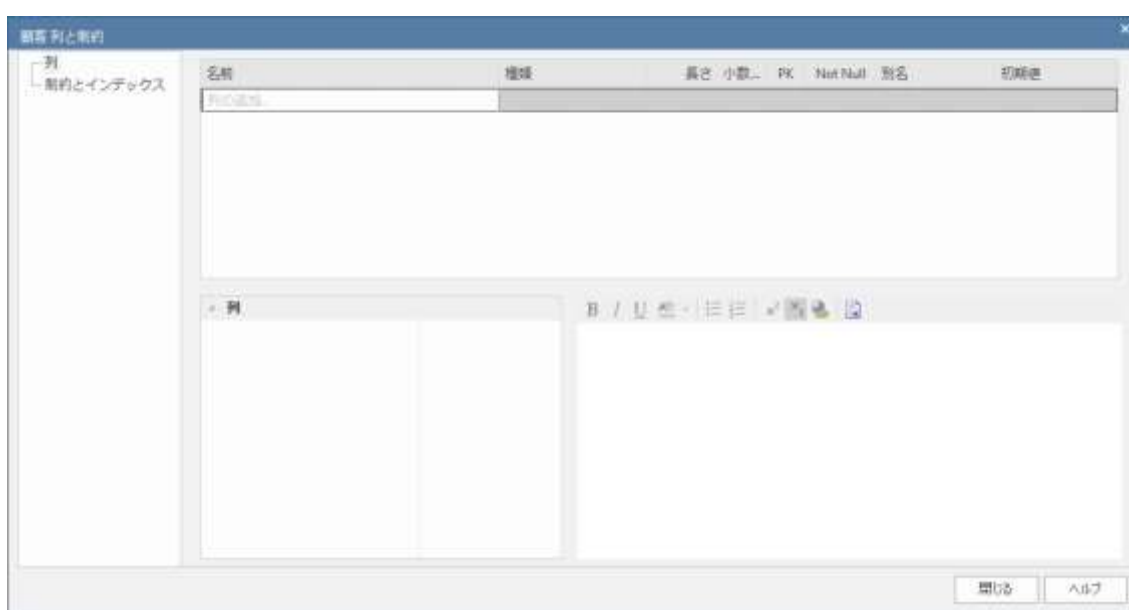 顧客 列と制約
列
制約とインデックス
名前 種類 長さ 小数... PK Not Null 別名 初期値
列の追加...
列
B I U
閉じる ヘルプ